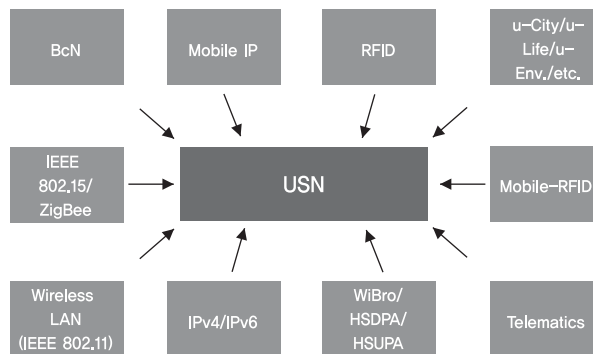 BcN
Mobile IP
RFID
u-City/u-
Life/u-
Env./etc.
IEEE
802.15/
ZigBee
USN
Mobile-RFID
Wireless
LAN
(IEEE 802.11)
IPv4/IPv6
WiBro/
HSDPA/
HSUPA
Telematics